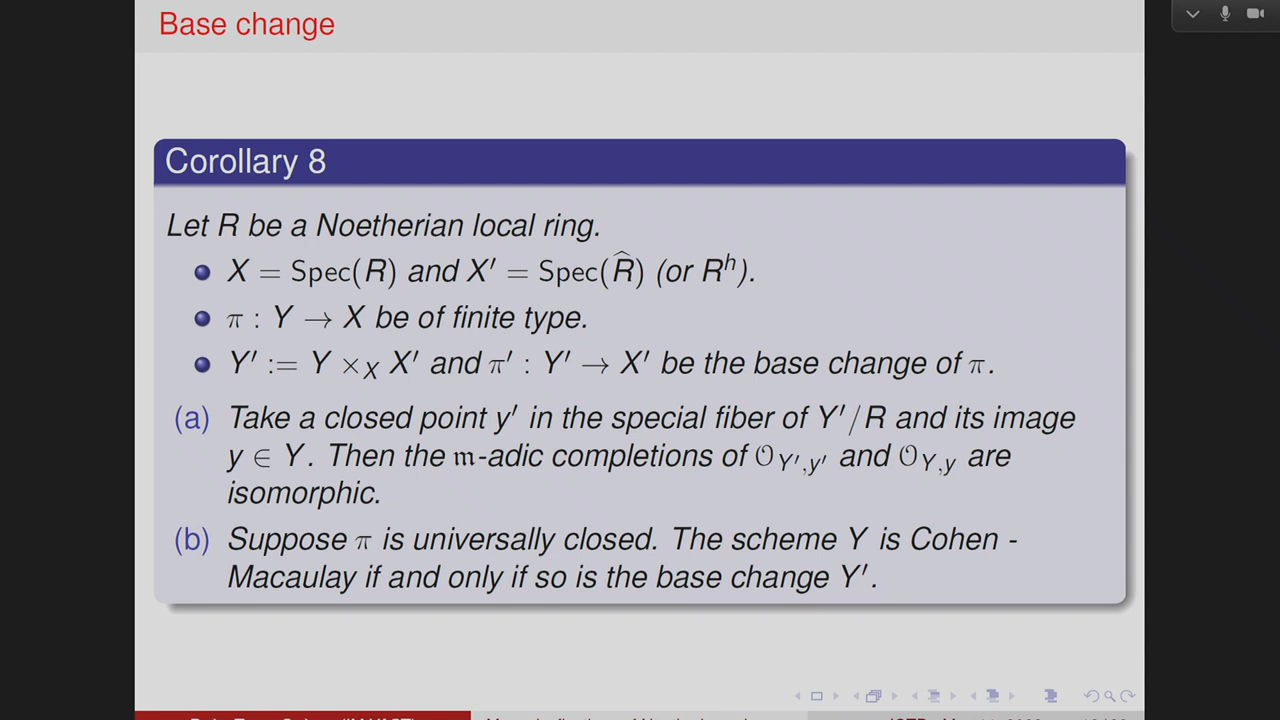 Base change
Corollary 8
Let R be a Noetherian local ring.
X = Spec(R) and X′ = Spec(R̂) (or Rʰ).
π : Y → X be of finite type.
Y′ := Y ×_X X′ and π′ : Y′ → X′ be the base change of π.
(a) Take a closed point y′ in the special fiber of Y′/R and its image
y ∈ Y. Then the 𝔪-adic completions of 𝒪_{Y′,y′} and 𝒪_{Y,y} are
isomorphic.
(b) Suppose π is universally closed. The scheme Y is Cohen -
Macaulay if and only if so is the base change Y′.